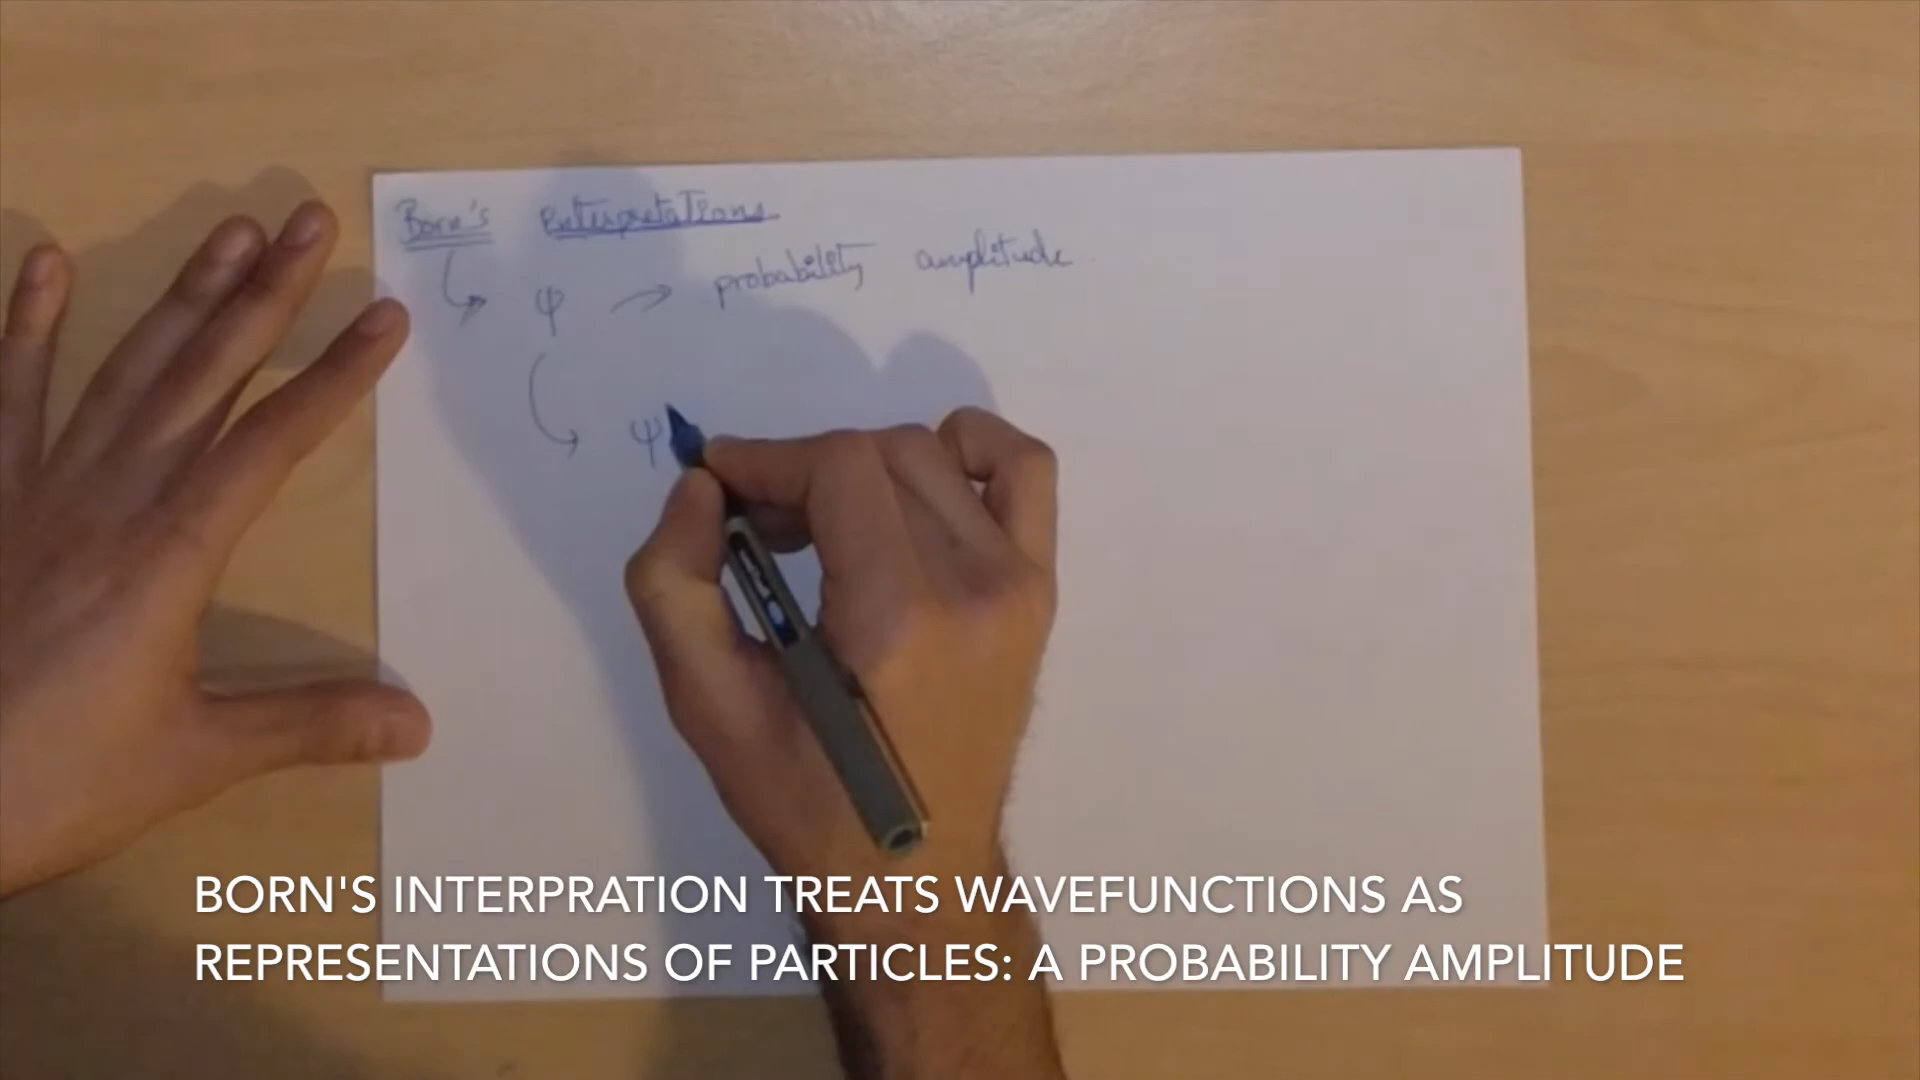 Born's interpretations
ψ → probability amplitude
ψ
BORN'S INTERPRATION TREATS WAVEFUNCTIONS AS
REPRESENTATIONS OF PARTICLES: A PROBABILITY AMPLITUDE